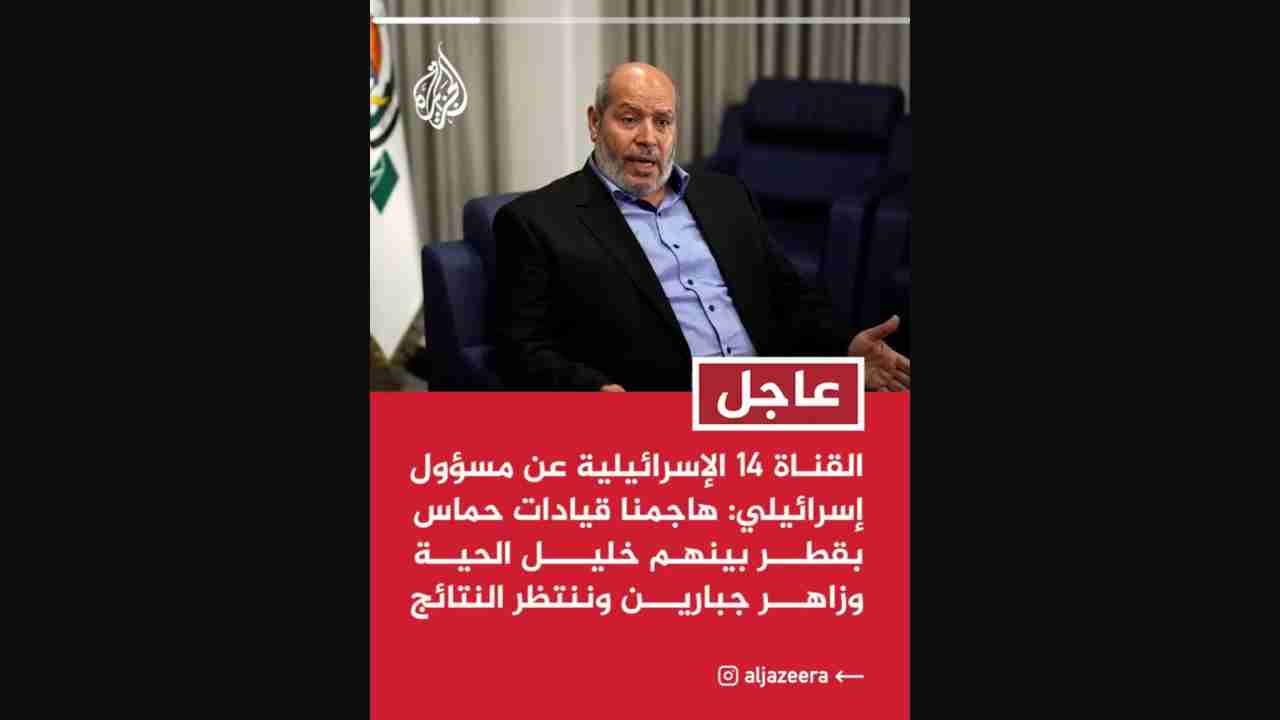 الجزيرة
عاجل
القناة 14 الإسرائيلية عن مسؤول
إسرائيلي: هاجمنا قيادات حماس
بقطر بينهم خليل الحية
وزاهر جبارين وننتظر النتائج
aljazeera